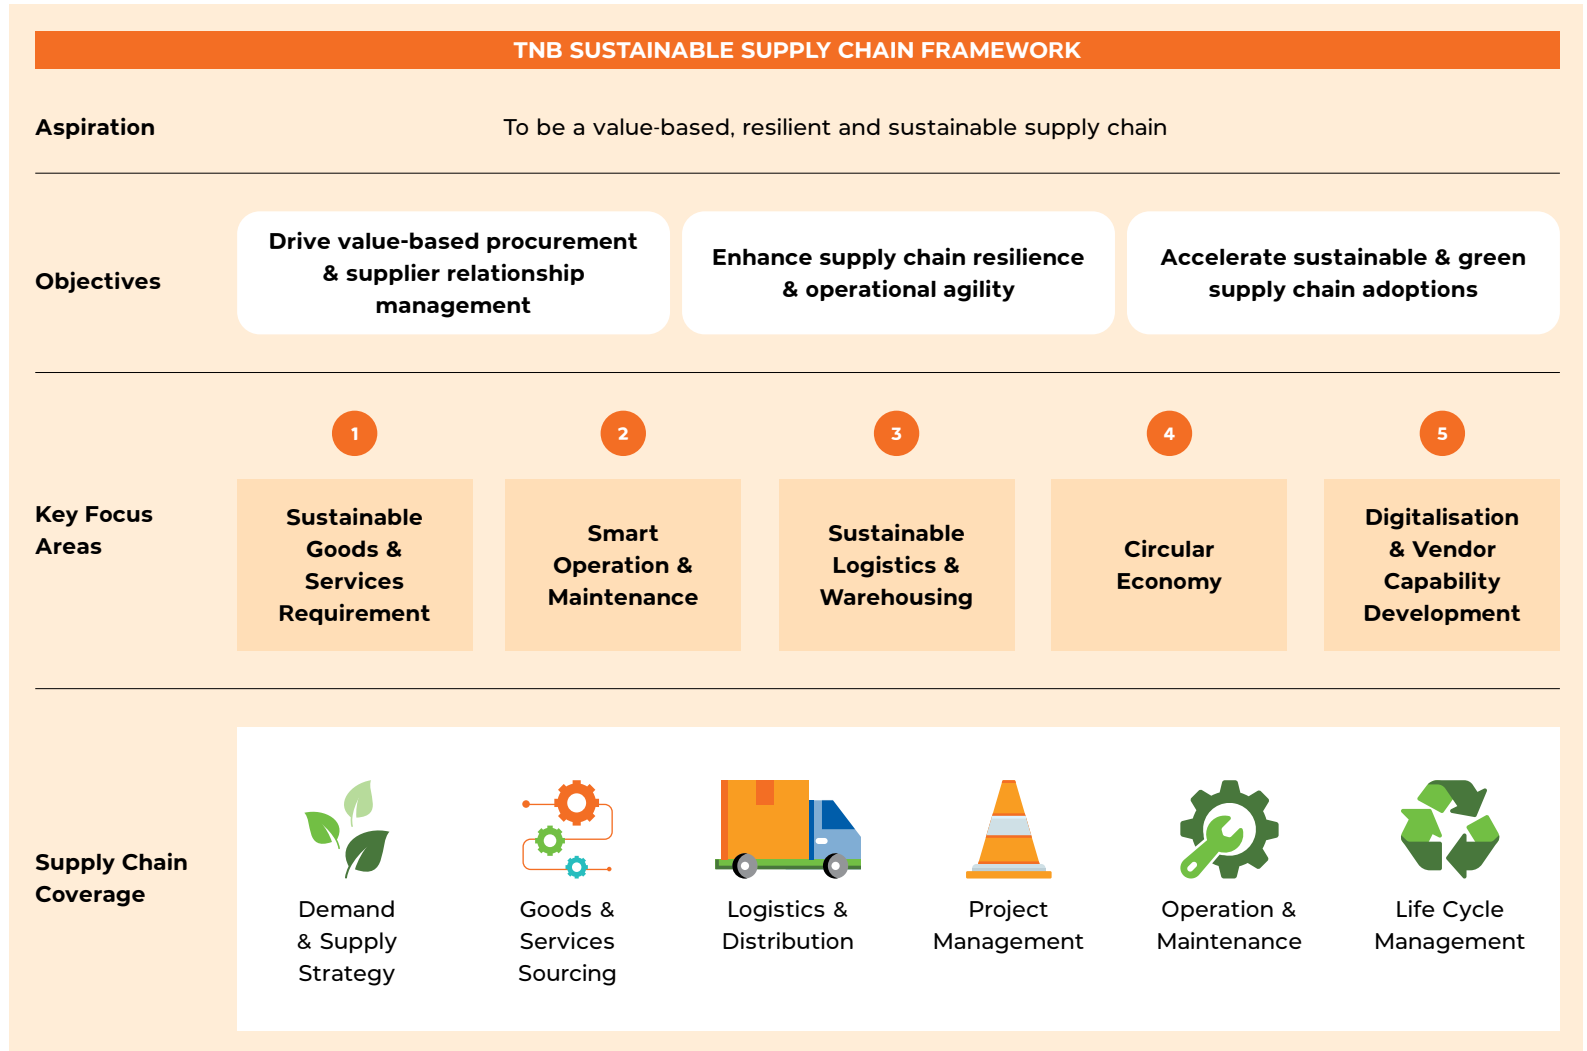 TNB SUSTAINABLE SUPPLY CHAIN FRAMEWORK
Aspiration
To be a value-based, resilient and sustainable supply chain
Objectives
Drive value-based procurement
& supplier relationship
management
Enhance supply chain resilience
& operational agility
Accelerate sustainable & green
supply chain adoptions
Key Focus
Areas
1
Sustainable
Goods &
Services
Requirement
2
Smart
Operation &
Maintenance
3
Sustainable
Logistics &
Warehousing
4
Circular
Economy
5
Digitalisation
& Vendor
Capability
Development
Supply Chain
Coverage
Demand
& Supply
Strategy
Goods &
Services
Sourcing
Logistics &
Distribution
Project
Management
Operation &
Maintenance
Life Cycle
Management